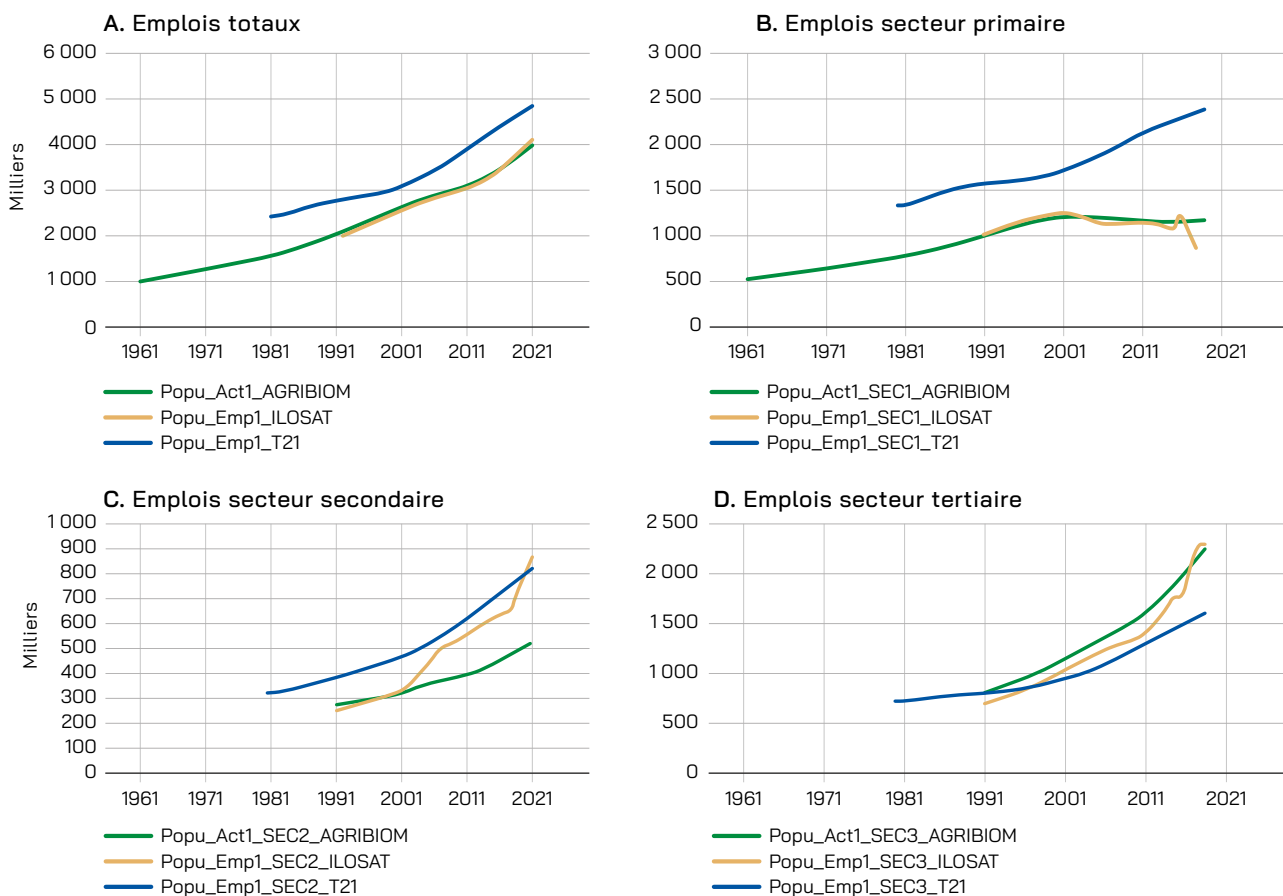 A. Emplois totaux
6 000
5 000
4 000
3 000
2 000
1 000
0
Milliers
1961 1971 1981 1991 2001 2011 2021
Popu_Act1_AGRIBIOM
Popu_Emp1_ILOSAT
Popu_Emp1_T21
B. Emplois secteur primaire
3 000
2 500
2 000
1 500
1 000
500
0
1961 1971 1981 1991 2001 2011 2021
Popu_Act1_SEC1_AGRIBIOM
Popu_Emp1_SEC1_ILOSAT
Popu_Emp1_SEC1_T21
C. Emplois secteur secondaire
1 000
900
800
700
600
500
400
300
200
100
0
Milliers
1961 1971 1981 1991 2001 2011 2021
Popu_Act1_SEC2_AGRIBIOM
Popu_Emp1_SEC2_ILOSAT
Popu_Emp1_SEC2_T21
D. Emplois secteur tertiaire
2 500
2 000
1 500
1 000
500
0
1961 1971 1981 1991 2001 2011 2021
Popu_Act1_SEC3_AGRIBIOM
Popu_Emp1_SEC3_ILOSAT
Popu_Emp1_SEC3_T21